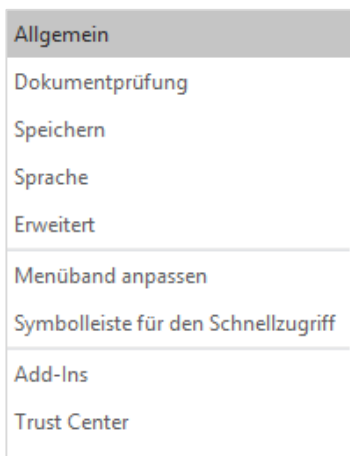 Allgemein
Dokumentprüfung
Speichern
Sprache
Erweitert
Menüband anpassen
Symbolleiste für den Schnellzugriff
Add-Ins
Trust Center